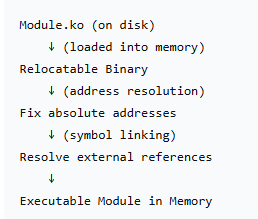 Module.ko (on disk)
↓ (loaded into memory)
Relocatable Binary
↓ (address resolution)
Fix absolute addresses
↓ (symbol linking)
Resolve external references
↓
Executable Module in Memory